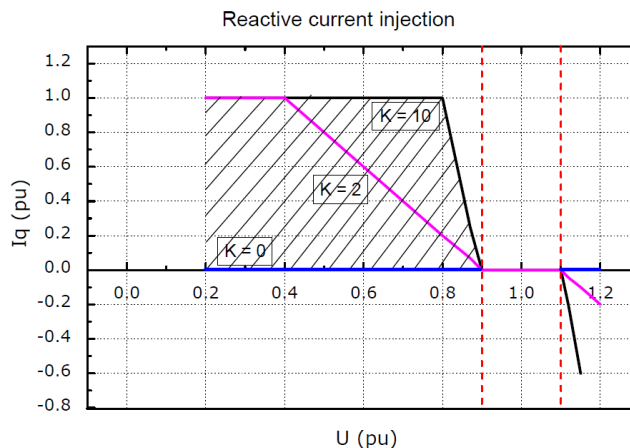 Reactive current injection
1.2
1.0
0.8
0.6
0.4
0.2
0.0
-0.2
-0.4
-0.6
-0.8
Iq (pu)
K = 10
K = 2
K = 0
0.0 0.2 0.4 0.6 0.8 1.0 1.2
U (pu)